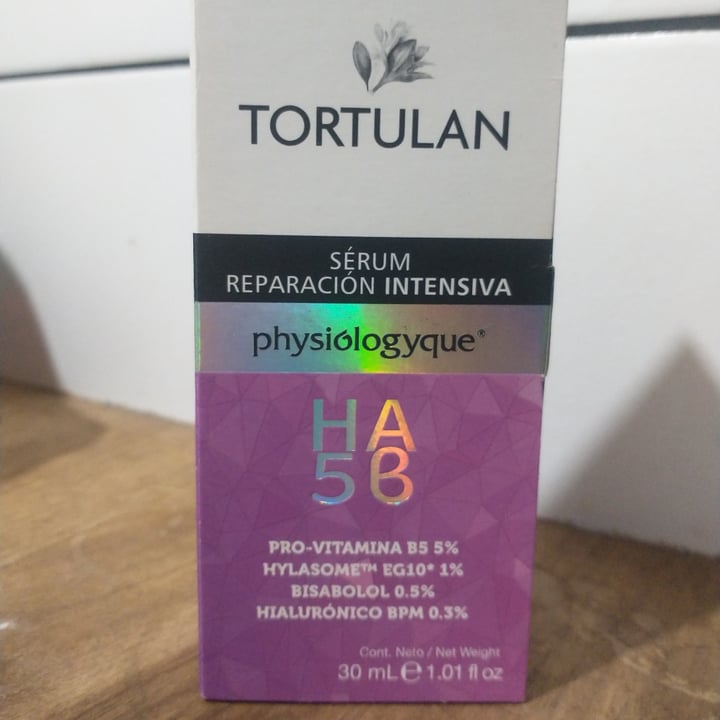 TORTULAN
SÉRUM
REPARACIÓN INTENSIVA
physiólogyque®
HA
5B
PRO-VITAMINA B5 5%
HYLASOME™ EG10* 1%
BISABOLOL 0.5%
HIALURÓNICO BPM 0.3%
Cont. Neto / Net Weight
30 mL ℮ 1.01 fl oz